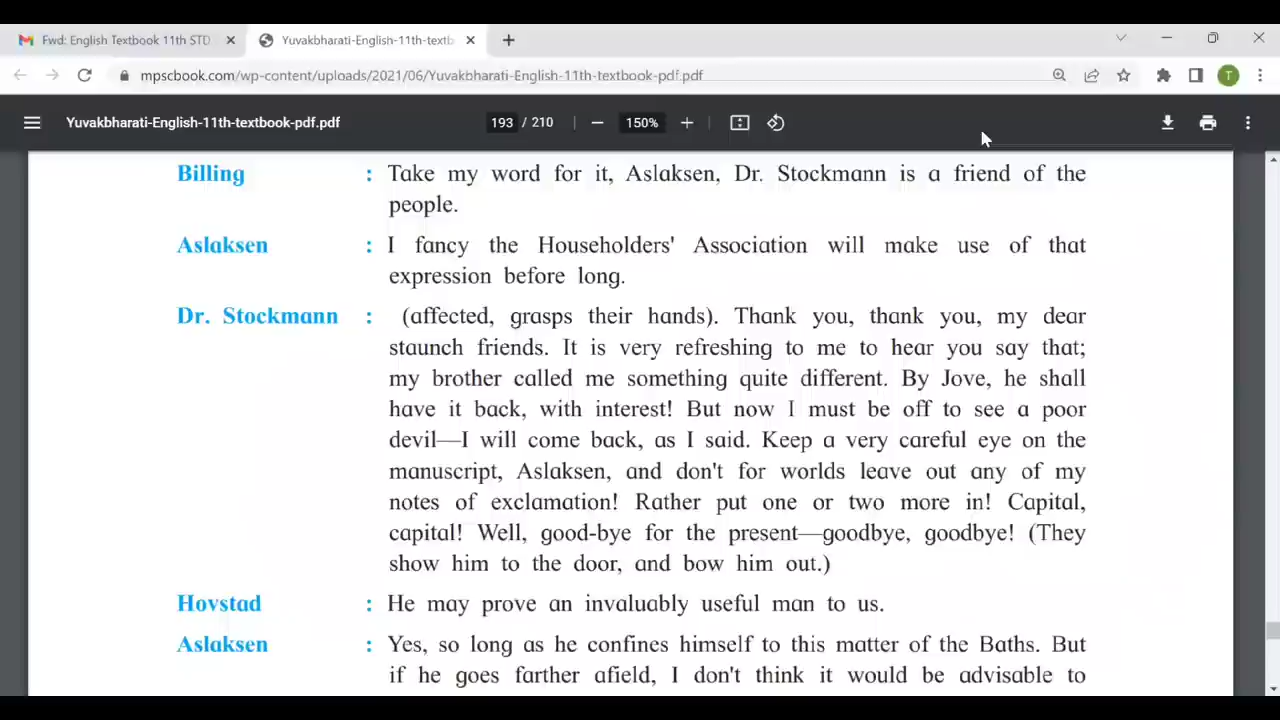 Fwd: English Textbook 11th STD
Yuvakbharati-English-11th-textb
mpscbook.com/wp-content/uploads/2021/06/Yuvakbharati-English-11th-textbook-pdf.pdf
T
Yuvakbharati-English-11th-textbook-pdf.pdf
193 / 210
150%
Billing : Take my word for it, Aslaksen, Dr. Stockmann is a friend of the
people.
Aslaksen : I fancy the Householders' Association will make use of that
expression before long.
Dr. Stockmann : (affected, grasps their hands). Thank you, thank you, my dear
staunch friends. It is very refreshing to me to hear you say that;
my brother called me something quite different. By Jove, he shall
have it back, with interest! But now I must be off to see a poor
devil—I will come back, as I said. Keep a very careful eye on the
manuscript, Aslaksen, and don't for worlds leave out any of my
notes of exclamation! Rather put one or two more in! Capital,
capital! Well, good-bye for the present—goodbye, goodbye! (They
show him to the door, and bow him out.)
Hovstad : He may prove an invaluably useful man to us.
Aslaksen : Yes, so long as he confines himself to this matter of the Baths. But
if he goes farther afield, I don't think it would be advisable to